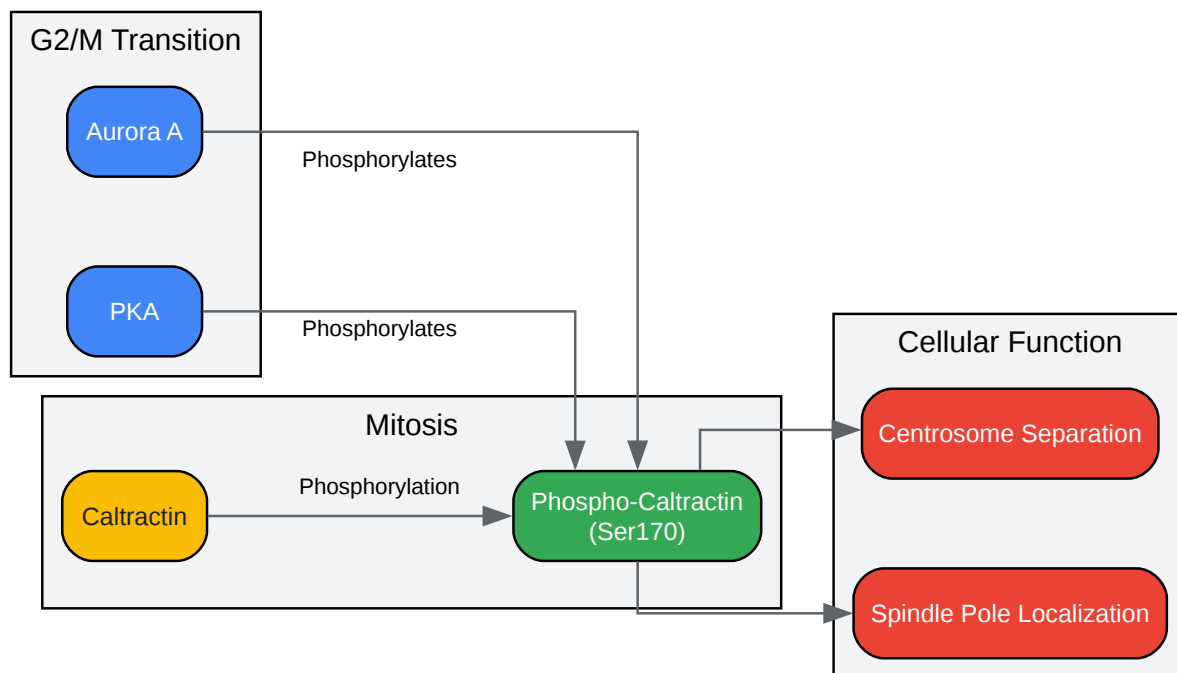 G2/M Transition
Aurora A
Phosphorylates
PKA
Phosphorylates
Cellular Function
Mitosis
Centrosome Separation
Caltractin
Phosphorylation
Phospho-Caltractin
(Ser170)
Spindle Pole Localization